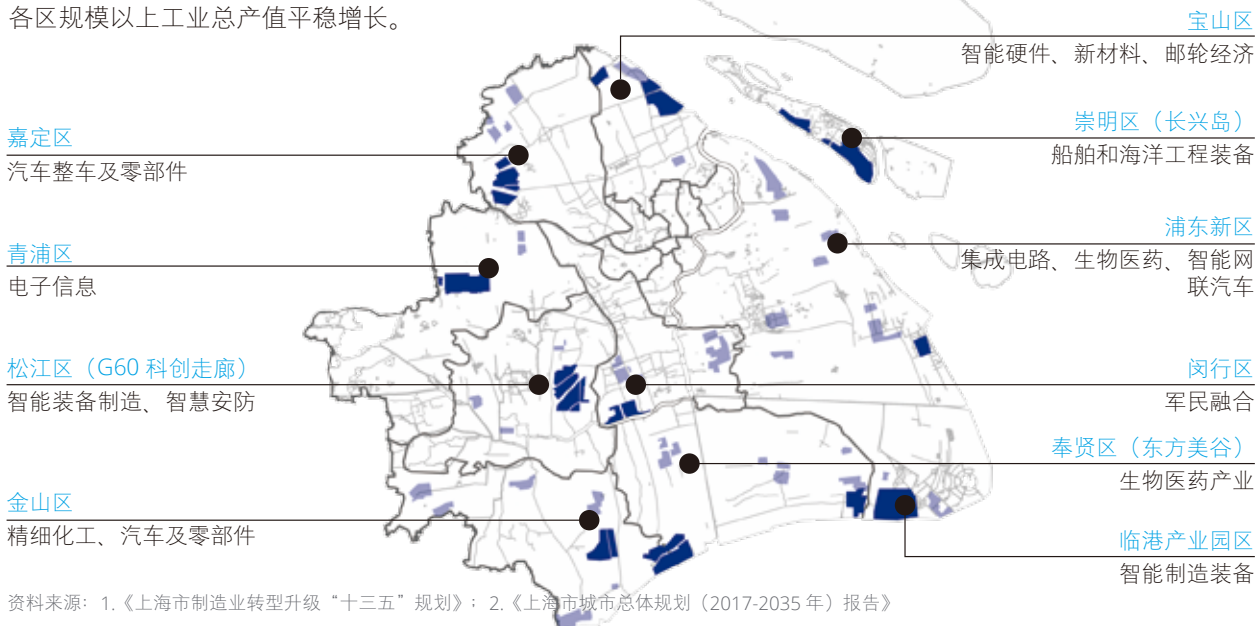 各区规模以上工业总产值平稳增长。
宝山区
智能硬件、新材料、邮轮经济
嘉定区
汽车整车及零部件
崇明区（长兴岛）
船舶和海洋工程装备
青浦区
电子信息
浦东新区
集成电路、生物医药、智能网
联汽车
松江区（G60 科创走廊）
智能装备制造、智慧安防
闵行区
军民融合
奉贤区（东方美谷）
生物医药产业
金山区
精细化工、汽车及零部件
临港产业园区
智能制造装备
资料来源：1.《上海市制造业转型升级“十三五”规划》；2.《上海市城市总体规划（2017-2035 年）报告》